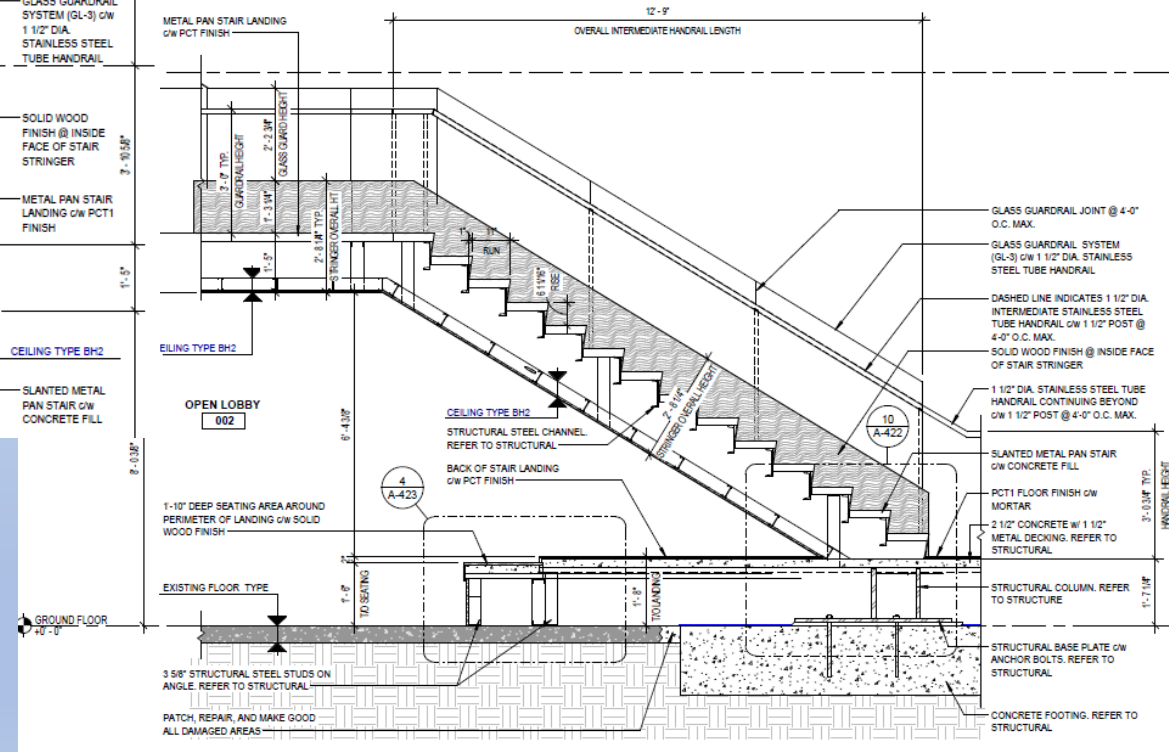 GLASS GUARDRAIL
SYSTEM (GL-3) C/W
1 1/2" DIA.
STAINLESS STEEL
TUBE HANDRAIL
SOLID WOOD
FINISH @ INSIDE
FACE OF STAIR
STRINGER
METAL PAN STAIR
LANDING C/W PCT1
FINISH
CEILING TYPE BH2
SLANTED METAL
PAN STAIR C/W
CONCRETE FILL
GROUND FLOOR
+0' - 0"
3' - 10 5/8"
1' - 5"
8' - 0 3/8"
METAL PAN STAIR LANDING
C/W PCT FINISH
12' - 9"
OVERALL INTERMEDIATE HANDRAIL LENGTH
3' - 0" TYP.
GUARDRAIL HEIGHT
2' - 2 3/4"
GLASS GUARD HEIGHT
1' - 3 1/4"
1' - 5"
2' - 8 1/4" TYP.
STRINGER OVERALL HT
1"
11"
RUN
6 11/16"
RISE
EILING TYPE BH2
OPEN LOBBY
002
6' - 4 3/8"
CEILING TYPE BH2
STRUCTURAL STEEL CHANNEL.
REFER TO STRUCTURAL
BACK OF STAIR LANDING
C/W PCT FINISH
2' - 8 1/4"
STRINGER OVERALL HEIGHT
4
A-423
10
A-422
1'-10" DEEP SEATING AREA AROUND
PERIMETER OF LANDING C/W SOLID
WOOD FINISH
EXISTING FLOOR TYPE
2"
1' - 6"
T/O SEATING
1' - 8"
T/O LANDING
3 5/8" STRUCTURAL STEEL STUDS ON
ANGLE. REFER TO STRUCTURAL
PATCH, REPAIR, AND MAKE GOOD
ALL DAMAGED AREAS
GLASS GUARDRAIL JOINT @ 4'-0"
O.C. MAX.
GLASS GUARDRAIL SYSTEM
(GL-3) C/W 1 1/2" DIA. STAINLESS
STEEL TUBE HANDRAIL
DASHED LINE INDICATES 1 1/2" DIA.
INTERMEDIATE STAINLESS STEEL
TUBE HANDRAIL C/W 1 1/2" POST @
4'-0" O.C. MAX.
SOLID WOOD FINISH @ INSIDE FACE
OF STAIR STRINGER
1 1/2" DIA. STAINLESS STEEL TUBE
HANDRAIL CONTINUING BEYOND
C/W 1 1/2" POST @ 4'-0" O.C. MAX.
SLANTED METAL PAN STAIR
C/W CONCRETE FILL
PCT1 FLOOR FINISH C/W
MORTAR
2 1/2" CONCRETE W/ 1 1/2"
METAL DECKING. REFER TO
STRUCTURAL
STRUCTURAL COLUMN. REFER
TO STRUCTURE
STRUCTURAL BASE PLATE C/W
ANCHOR BOLTS. REFER TO
STRUCTURAL
CONCRETE FOOTING. REFER TO
STRUCTURAL
3' - 0 3/4" TYP.
HANDRAIL HEIGHT
1' - 7 1/4"